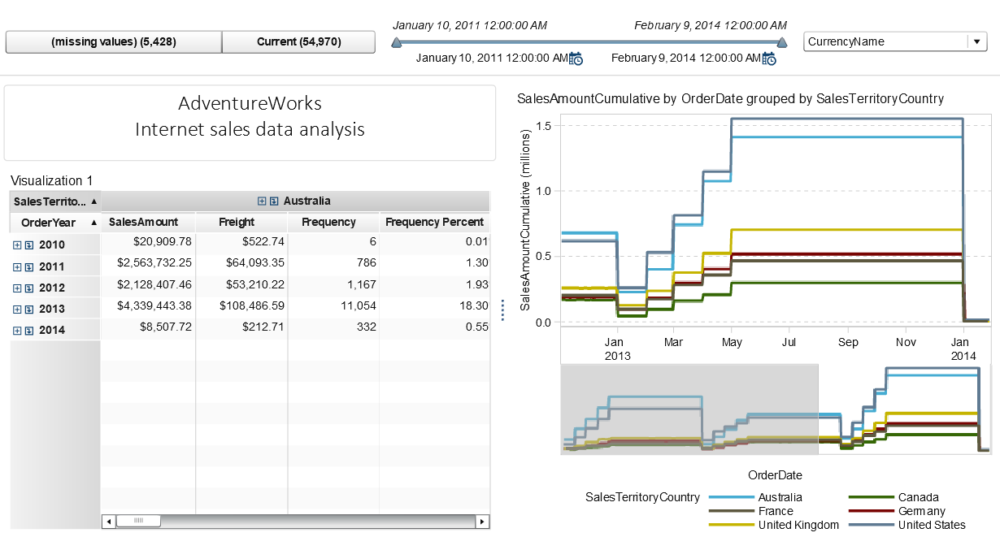 (missing values) (5,428)
Current (54,970)
January 10, 2011 12:00:00 AM
February 9, 2014 12:00:00 AM
January 10, 2011 12:00:00 AM
February 9, 2014 12:00:00 AM
CurrencyName
AdventureWorks
Internet sales data analysis
Visualization 1
SalesTerrito... Australia
OrderYear SalesAmount Freight Frequency Frequency Percent
2010 $20,909.78 $522.74 6 0.01
2011 $2,563,732.25 $64,093.35 786 1.30
2012 $2,128,407.46 $53,210.22 1,167 1.93
2013 $4,339,443.38 $108,486.59 11,054 18.30
2014 $8,507.72 $212.71 332 0.55
SalesAmountCumulative by OrderDate grouped by SalesTerritoryCountry
SalesAmountCumulative (millions)
1.5
1.0
0.5
0.0
Jan Mar May Jul Sep Nov Jan
2013 2014
OrderDate
SalesTerritoryCountry Australia Canada
France Germany
United Kingdom United States